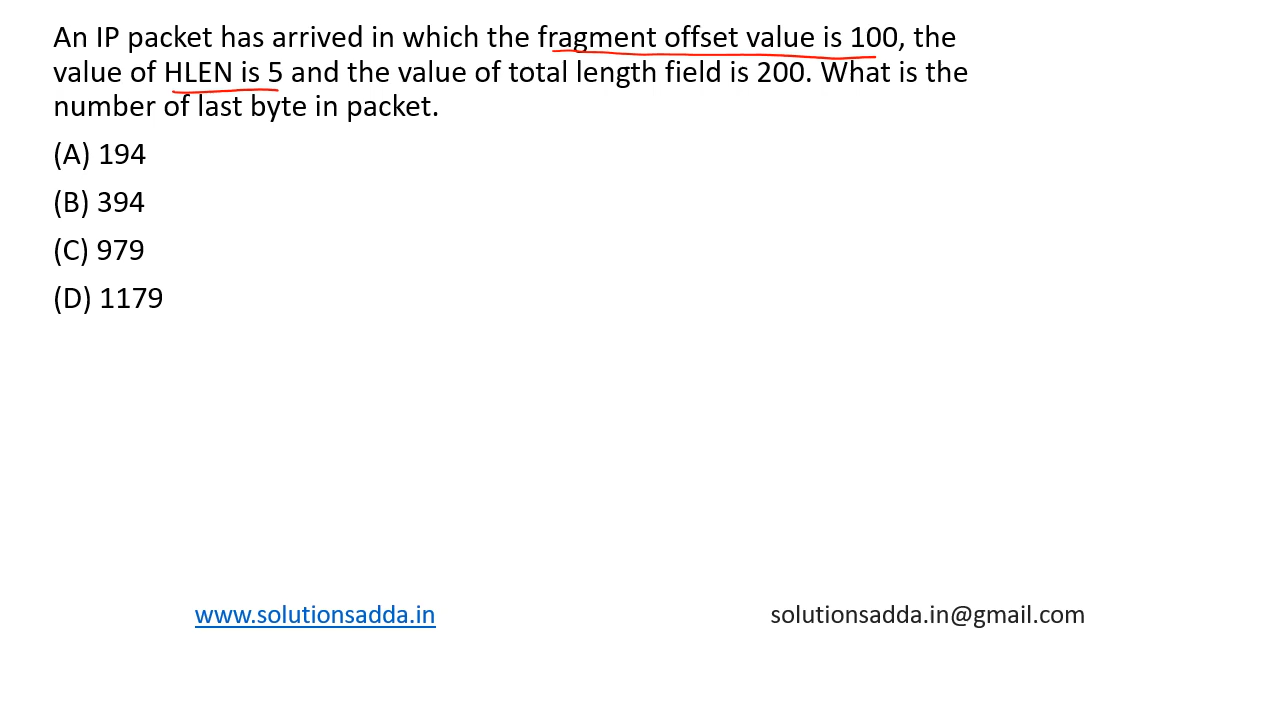 An IP packet has arrived in which the fragment offset value is 100, the
value of HLEN is 5 and the value of total length field is 200. What is the
number of last byte in packet.
(A) 194
(B) 394
(C) 979
(D) 1179
www.solutionsadda.in solutionsadda.in@gmail.com